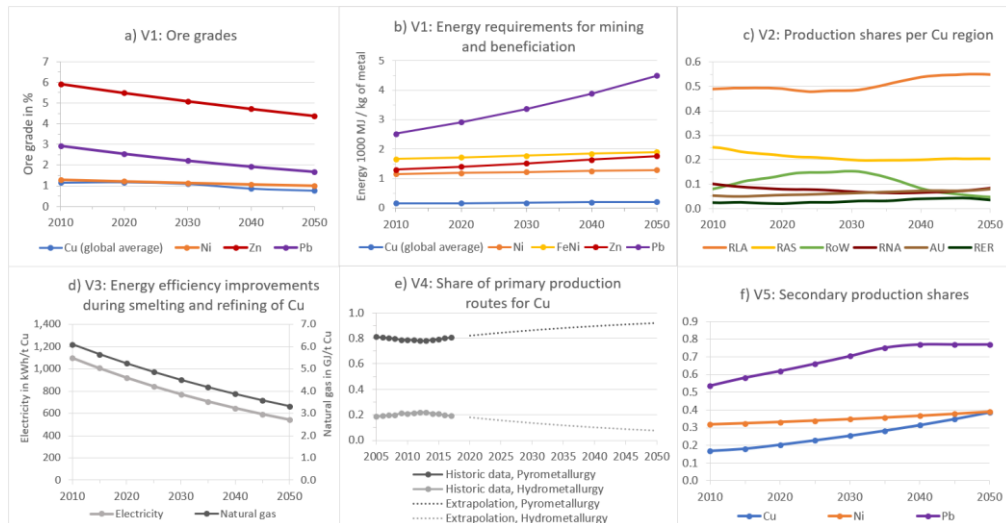 a) V1: Ore grades
Ore grade in %
7
6
5
4
3
2
1
0
2010 2020 2030 2040 2050
Cu (global average) Ni Zn Pb
b) V1: Energy requirements for mining
and beneficiation
Energy 1000 MJ / kg of metal
5
4
3
2
1
0
2010 2020 2030 2040 2050
Cu (global average) Ni FeNi Zn Pb
c) V2: Production shares per Cu region
0.6
0.5
0.4
0.3
0.2
0.1
0.0
2010 2020 2030 2040 2050
RLA RAS RoW RNA AU RER
d) V3: Energy efficiency improvements
during smelting and refining of Cu
Electricity in kWh/t Cu
1,400
1,200
1,000
800
600
400
200
0
7.0
6.0
5.0
4.0
3.0
2.0
1.0
0.0
Natural gas in GJ/t Cu
2010 2020 2030 2040 2050
Electricity Natural gas
e) V4: Share of primary production
routes for Cu
1.0
0.8
0.6
0.4
0.2
0.0
2005 2010 2015 2020 2025 2030 2035 2040 2045 2050
Historic data, Pyrometallurgy
Historic data, Hydrometallurgy
Extrapolation, Pyrometallurgy
Extrapolation, Hydrometallurgy
f) V5: Secondary production shares
0.9
0.8
0.7
0.6
0.5
0.4
0.3
0.2
0.1
0.0
2010 2020 2030 2040 2050
Cu Ni Pb